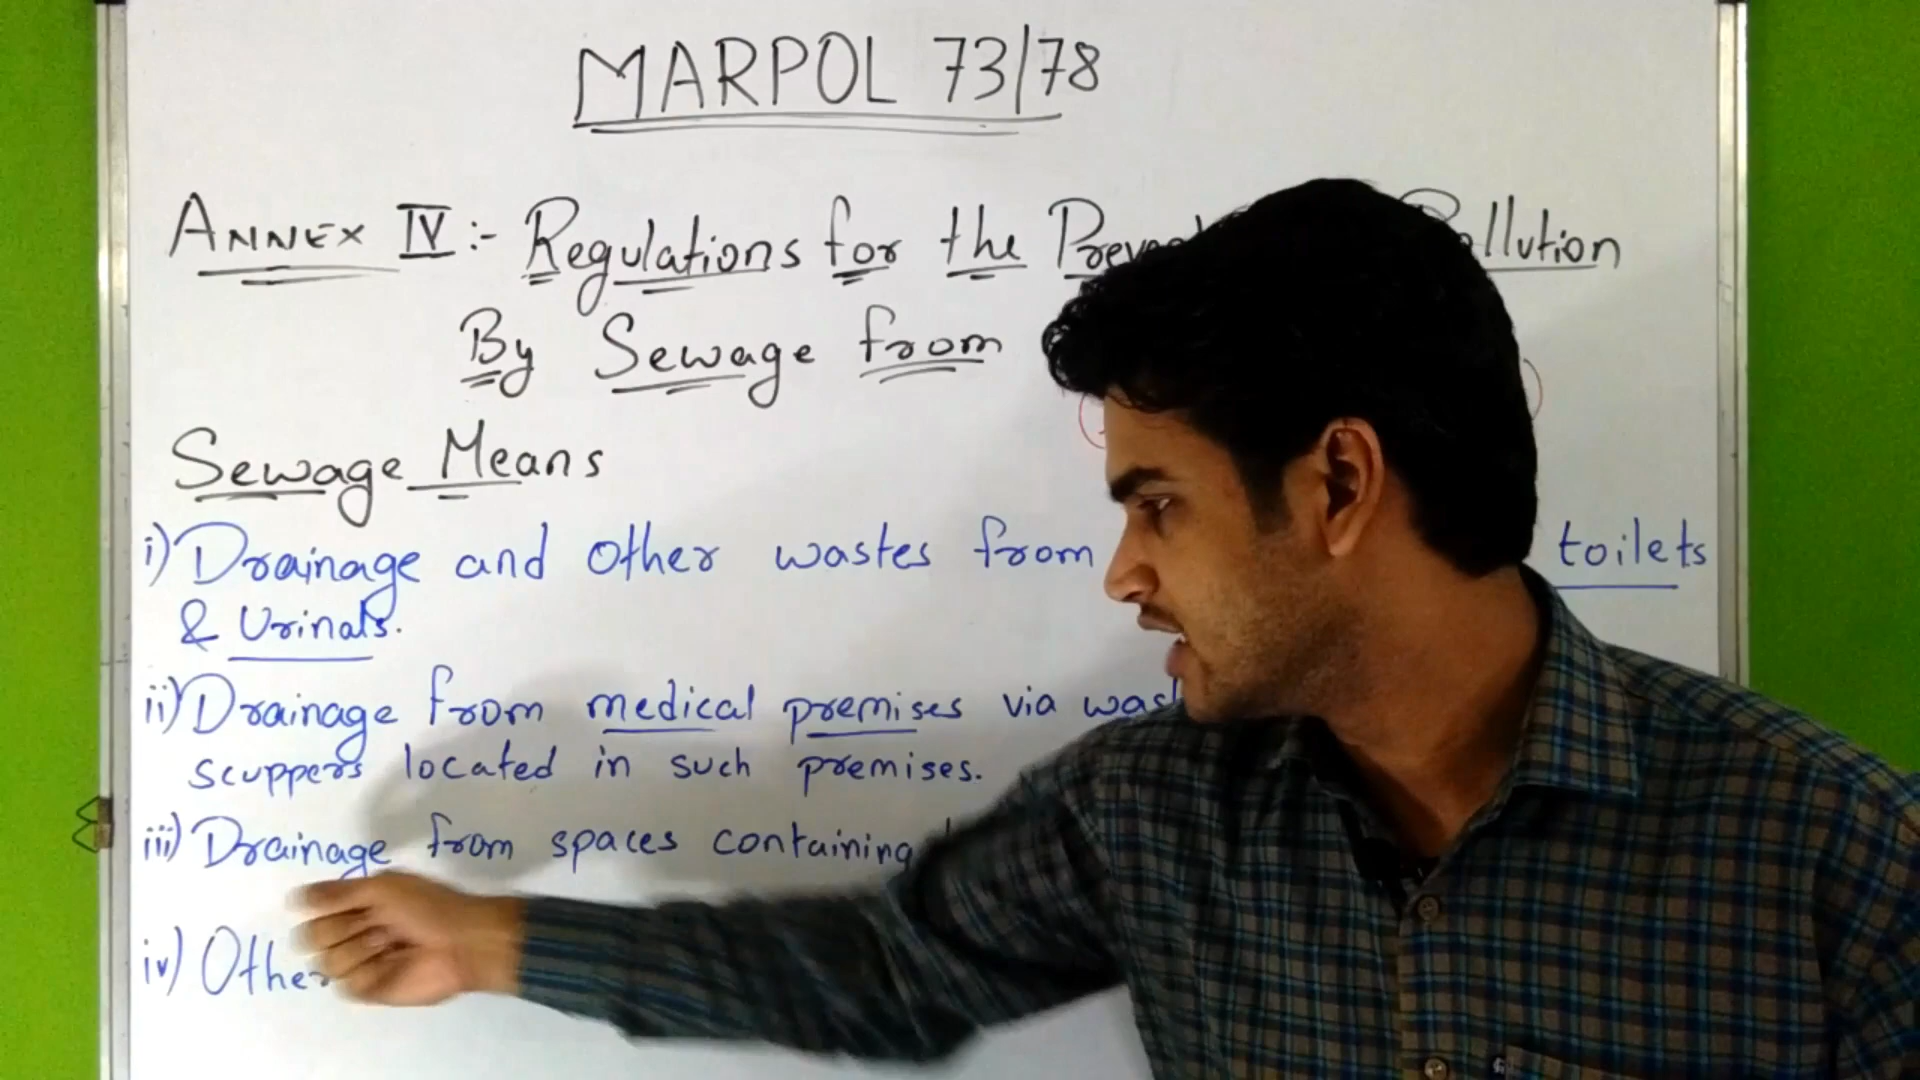 MARPOL 73/78
ANNEX IV :- Regulations for the Pollution
By Sewage from
Sewage Means
i) Drainage and other wastes from toilets
& Urinals.
ii) Drainage from medical premises via
scuppers located in such premises.
iii) Drainage from spaces containing
iv) Other